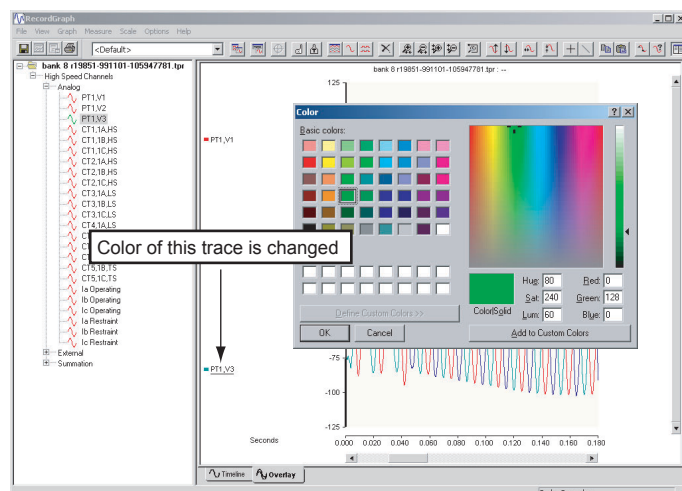 RecordGraph
File View Graph Measure Scale Options Help
<Default>
bank 8 r19851-991101-105947781.tpr
High Speed Channels
Analog
PT1,V1
PT1,V2
PT1,V3
CT1,1A,HS
CT1,1B,HS
CT1,1C,HS
CT2,1A,HS
CT2,1B,HS
CT2,1C,HS
CT3,1A,LS
CT3,1B,LS
CT3,1C,LS
CT4,1A,LS
CT5,1B,TS
CT5,1C,TS
Ia Operating
Ib Operating
Ic Operating
Ia Restraint
Ib Restraint
Ic Restraint
External
Summation
bank 8 r19851-991101-105947781.tpr : --
125
PT1,V1
Color
Basic colors:
Color of this trace is changed
Define Custom Colors >>
OK Cancel
Color|Solid
Hue: 80 Red: 0
Sat: 240 Green: 128
Lum: 60 Blue: 0
Add to Custom Colors
PT1,V3
-75
-100
-125
Seconds
0.000 0.020 0.040 0.060 0.080 0.100 0.120 0.140 0.160 0.180
Timeline Overlay